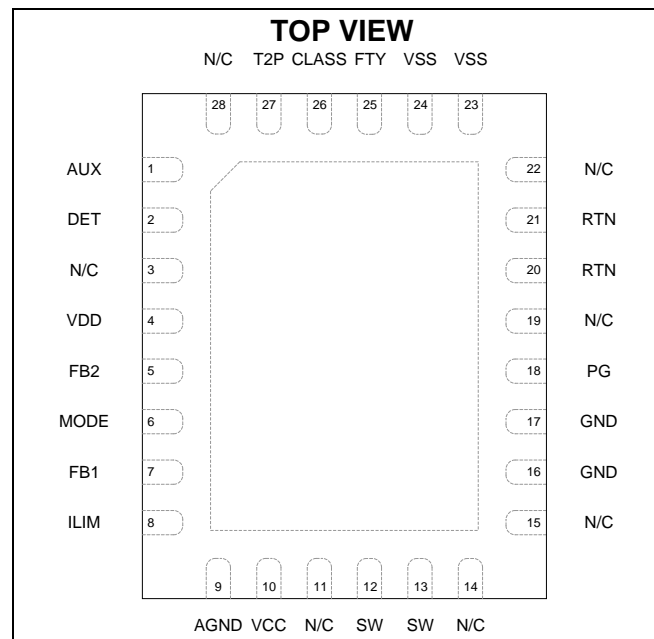 TOP VIEW
N/C T2P CLASS FTY VSS VSS
28 27 26 25 24 23
AUX 1 22 N/C
DET 2 21 RTN
N/C 3 20 RTN
VDD 4 19 N/C
FB2 5 18 PG
MODE 6 17 GND
FB1 7 16 GND
ILIM 8 15 N/C
9 10 11 12 13 14
AGND VCC N/C SW SW N/C